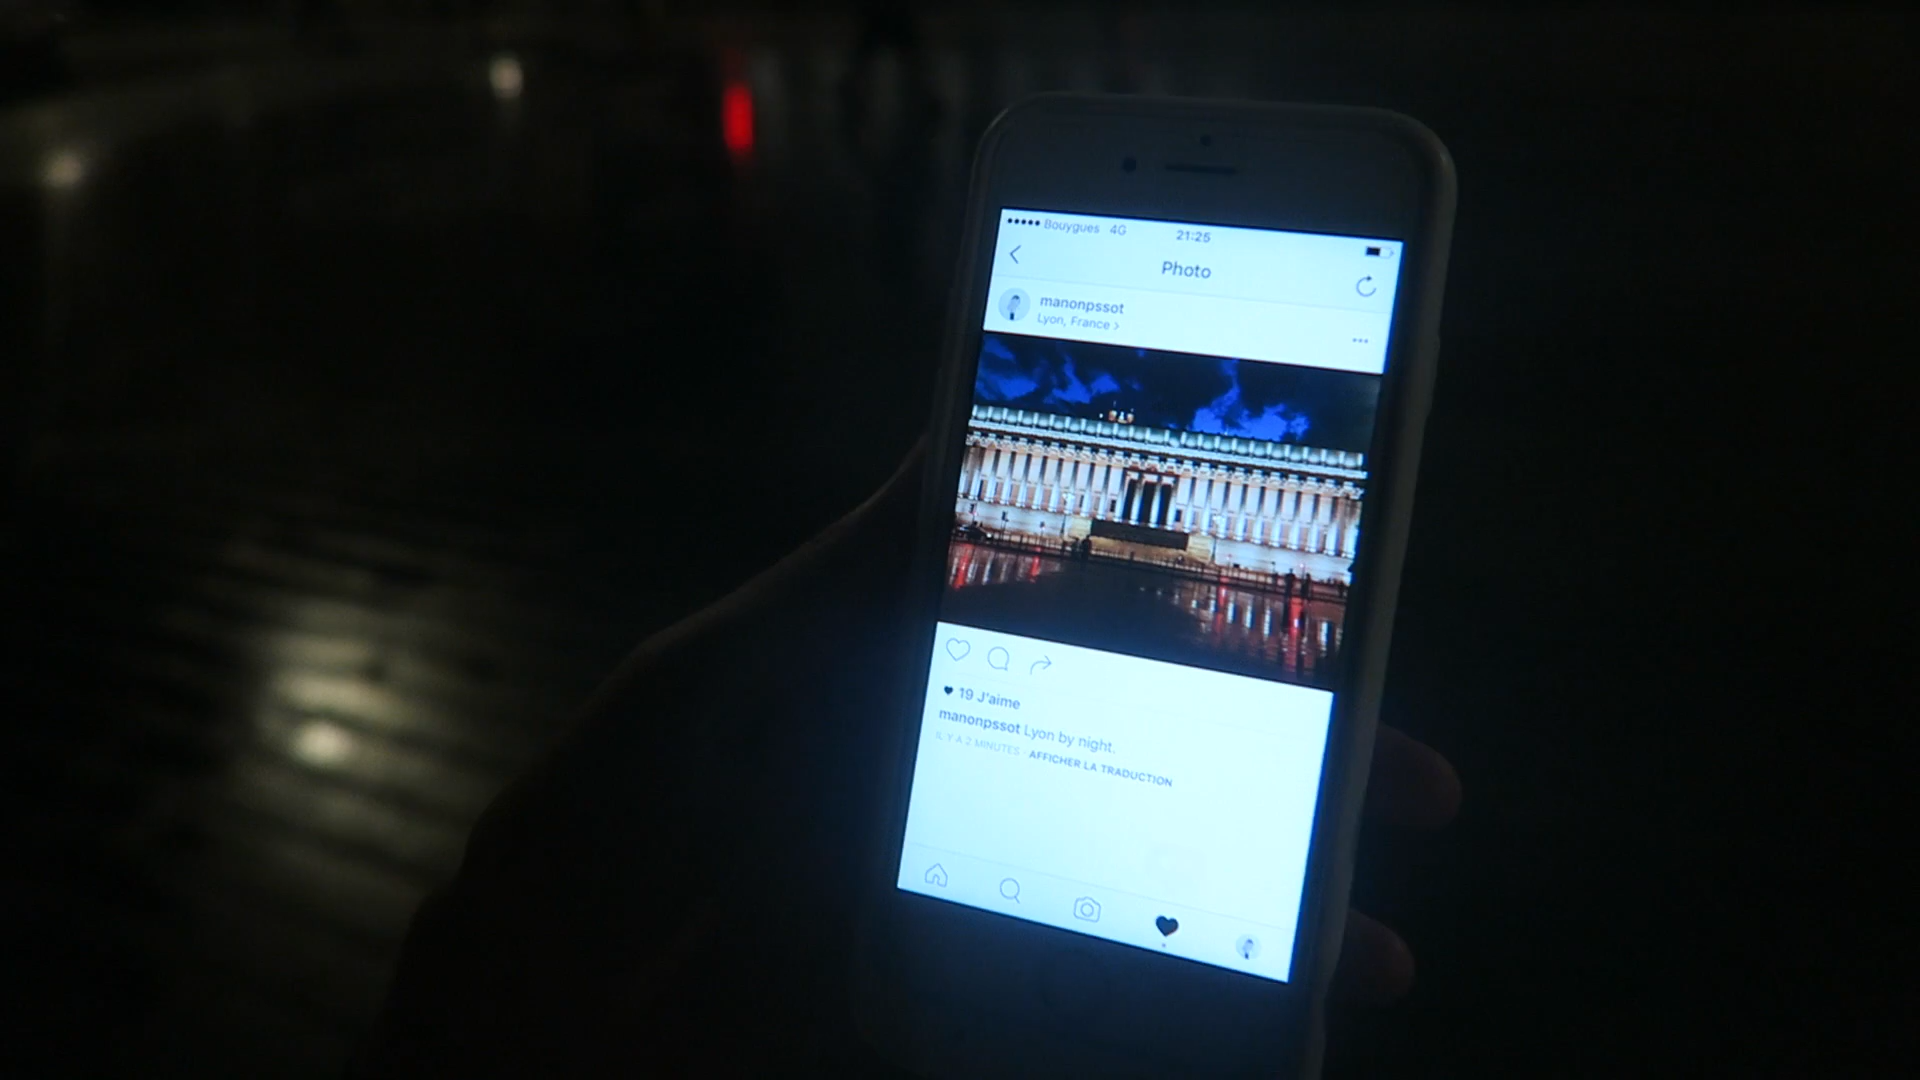 Bouygues 4G 21:25
Photo
manonpssot
Lyon, France >
19 J'aime
manonpssot Lyon by night.
IL Y A 2 MINUTES · AFFICHER LA TRADUCTION